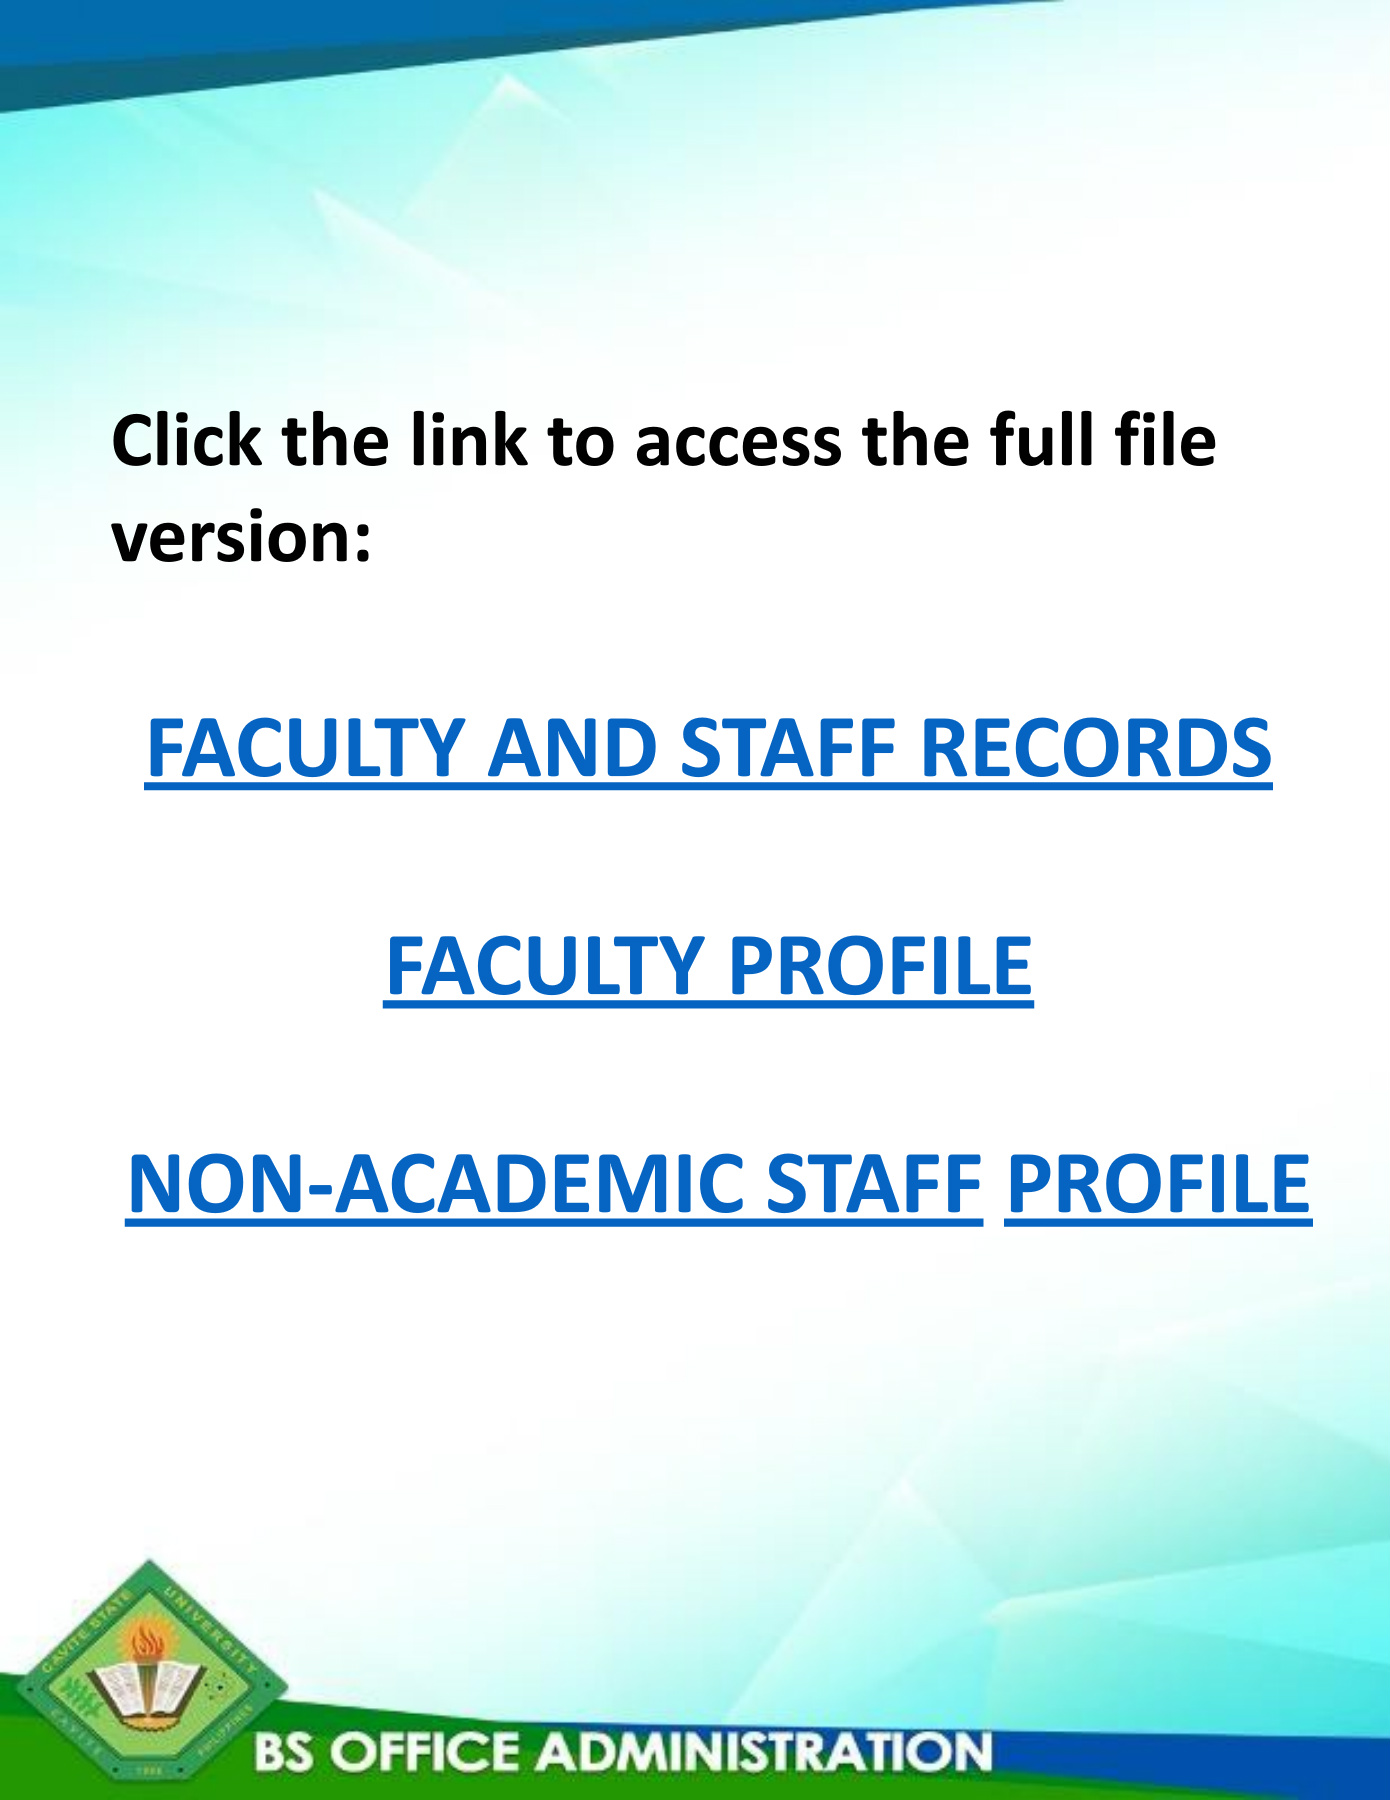 Click the link to access the full file
version:
FACULTY AND STAFF RECORDS
FACULTY PROFILE
NON-ACADEMIC STAFF PROFILE
CAVITE STATE UNIVERSITY
CAVITE PHILIPPINES
BS OFFICE ADMINISTRATION